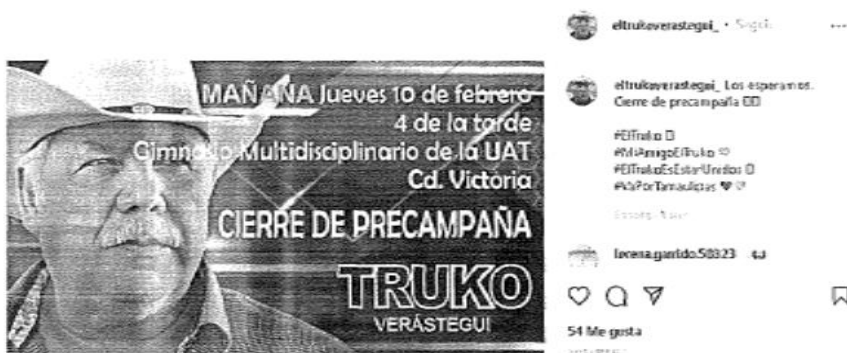 MAÑANA Jueves 10 de febrero
4 de la tarde
Gimnasio Multidisciplinario de la UAT
Cd. Victoria
CIERRE DE PRECAMPAÑA
TRUKO
VERÁSTEGUI
eltrukoverastegui_ •
eltrukoverastegui_ Los esperamos.
Cierre de precampaña
#ElTruko
#MiAmigoElTruko
#ElTrukoEsEstarUnidos
#VaPorTamaulipas
lorena.garrido.50323
54 Me gusta